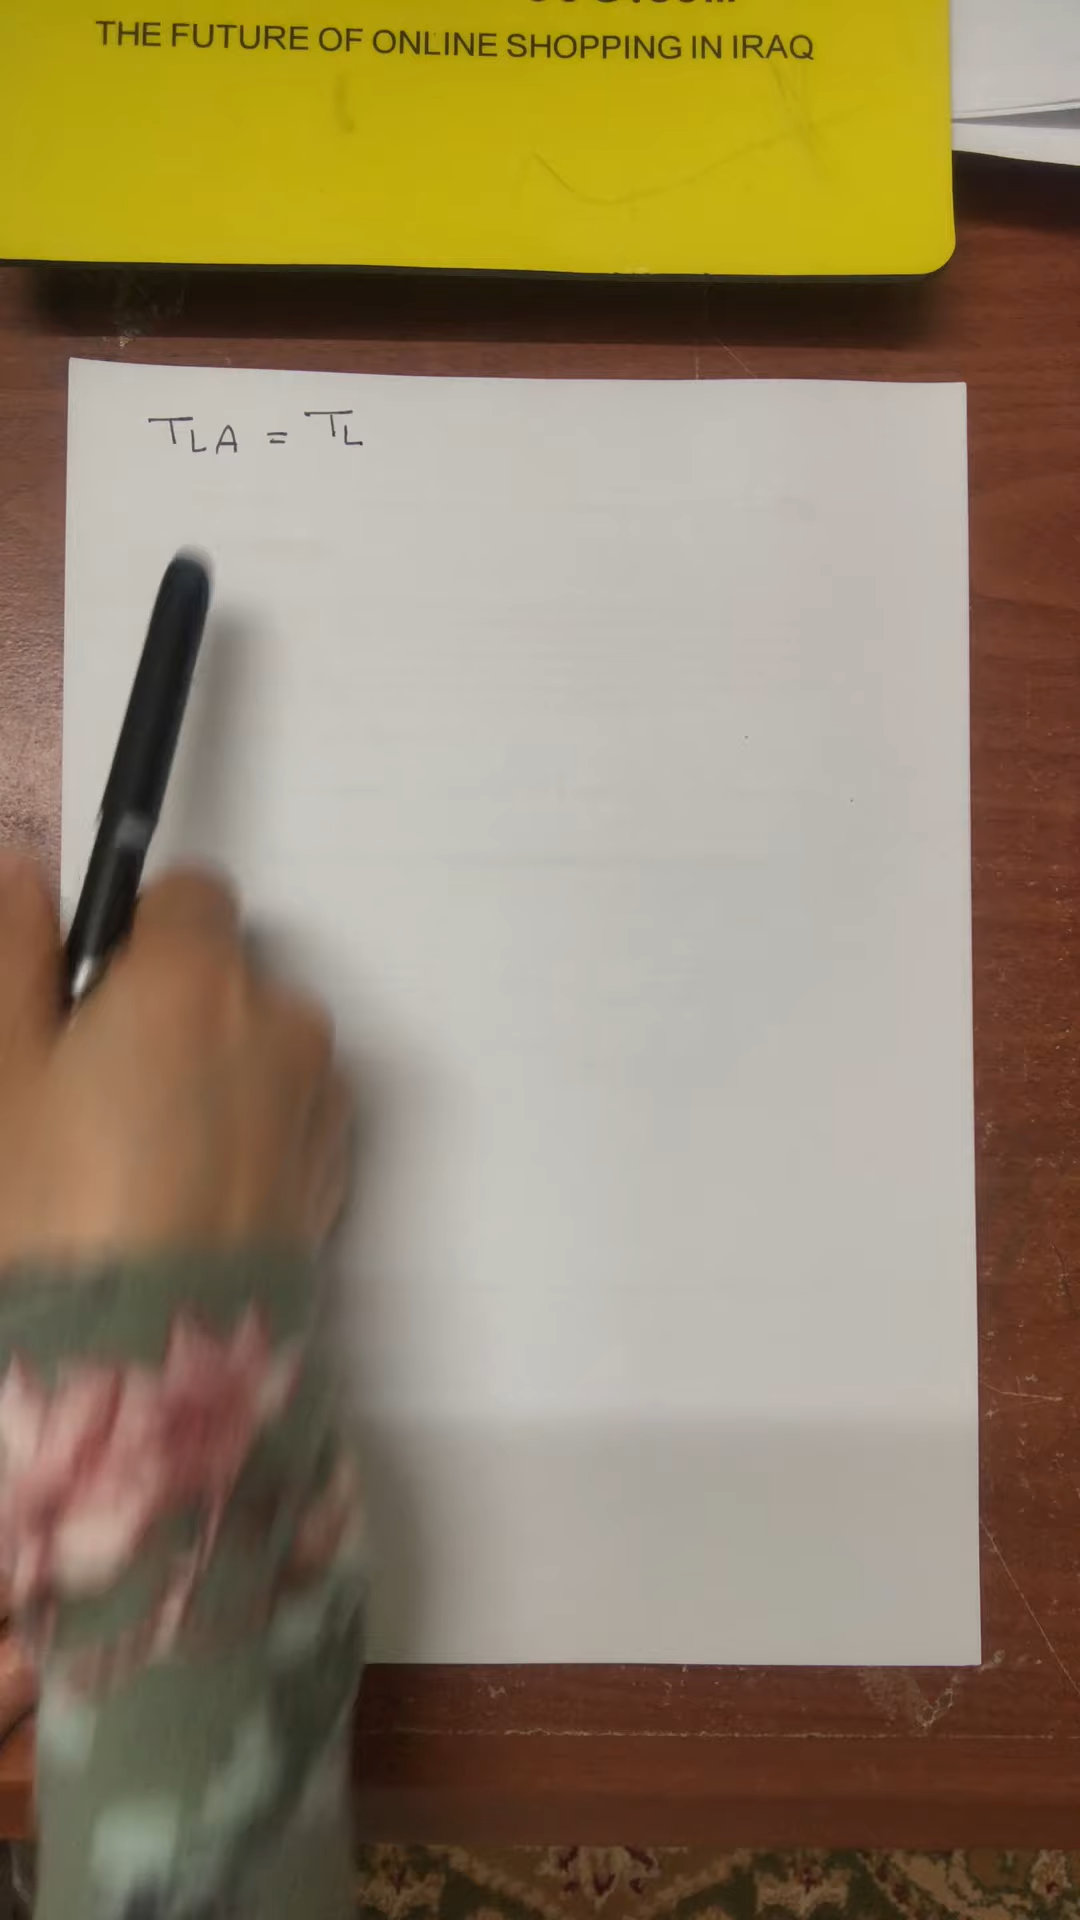 THE FUTURE OF ONLINE SHOPPING IN IRAQ
TLA = TL